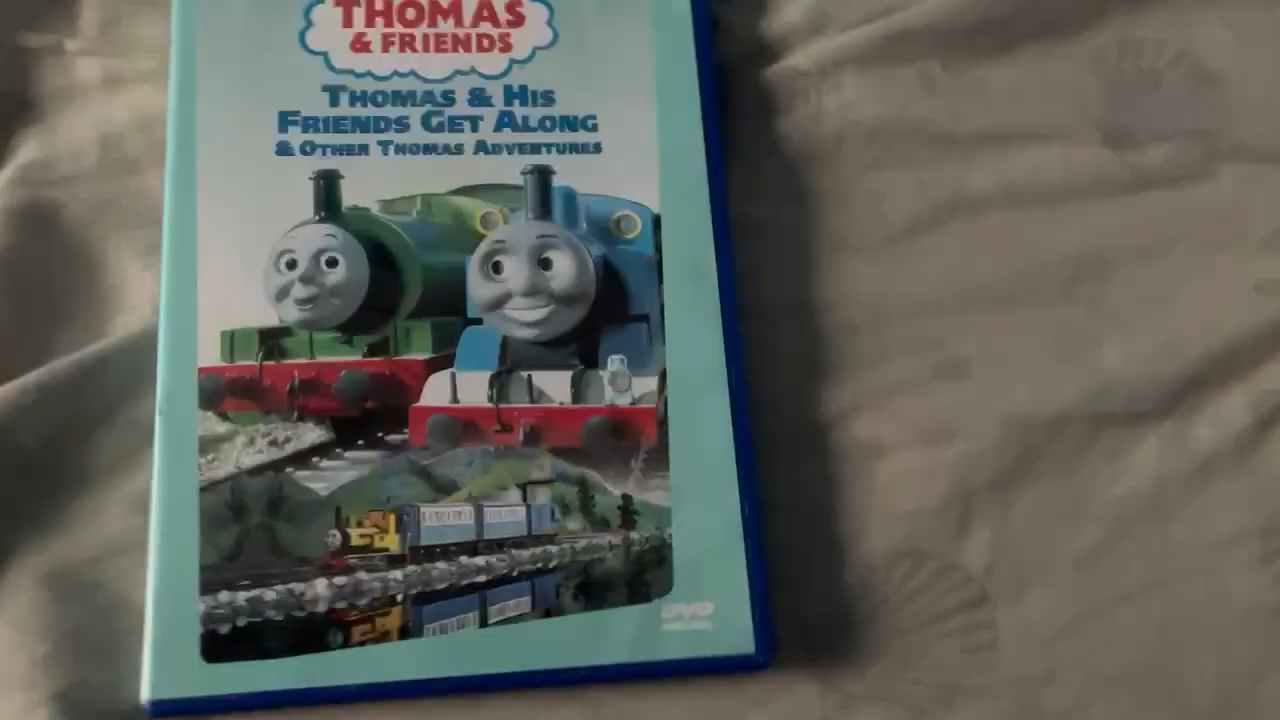 THOMAS
& FRIENDS
THOMAS & HIS
FRIENDS GET ALONG
& OTHER THOMAS ADVENTURES
DVD